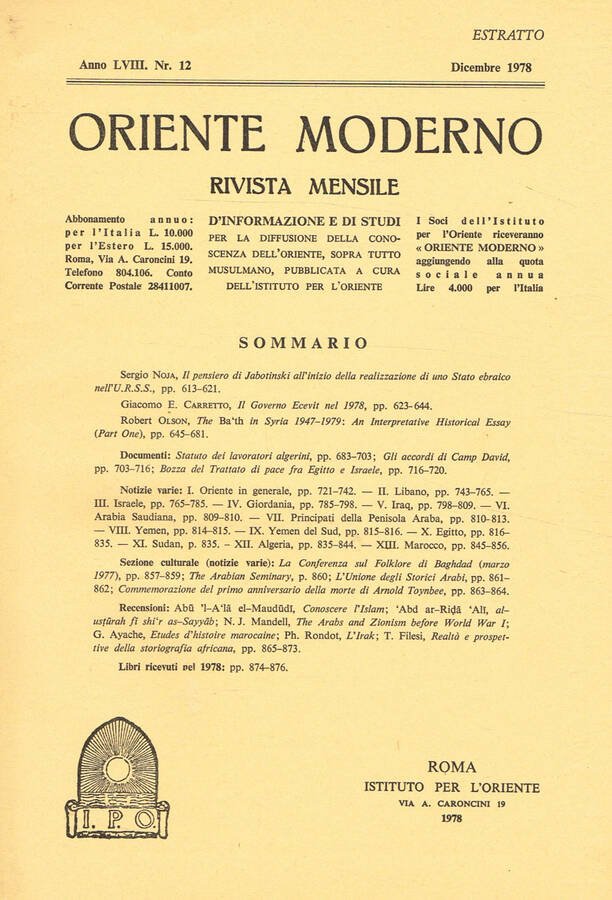 ESTRATTO
Anno LVIII. Nr. 12
Dicembre 1978
ORIENTE MODERNO
RIVISTA MENSILE
Abbonamento annuo:
per l'Italia L. 10.000
per l'Estero L. 15.000.
Roma, Via A. Caroncini 19.
Telefono 804.106. Conto
Corrente Postale 28411007.
D'INFORMAZIONE E DI STUDI
PER LA DIFFUSIONE DELLA CONO-
SCENZA DELL'ORIENTE, SOPRA TUTTO
MUSULMANO, PUBBLICATA A CURA
DELL'ISTITUTO PER L'ORIENTE
I Soci dell'Istituto
per l'Oriente riceveranno
« ORIENTE MODERNO »
aggiungendo alla quota
sociale annua
Lire 4.000 per l'Italia
SOMMARIO
Sergio NOJA, Il pensiero di Jabotinski all'inizio della realizzazione di uno Stato ebraico
nell'U.R.S.S., pp. 613-621.
Giacomo E. CARRETTO, Il Governo Ecevit nel 1978, pp. 623-644.
Robert OLSON, The Ba'th in Syria 1947-1979: An Interpretative Historical Essay
(Part One), pp. 645-681.
Documenti: Statuto dei lavoratori algerini, pp. 683-703; Gli accordi di Camp David,
pp. 703-716; Bozza del Trattato di pace fra Egitto e Israele, pp. 716-720.
Notizie varie: I. Oriente in generale, pp. 721-742. — II. Libano, pp. 743-765. —
III. Israele, pp. 765-785. — IV. Giordania, pp. 785-798. — V. Iraq, pp. 798-809. — VI.
Arabia Saudiana, pp. 809-810. — VII. Principati della Penisola Araba, pp. 810-813.
— VIII. Yemen, pp. 814-815. — IX. Yemen del Sud, pp. 815-816. — X. Egitto, pp. 816-
835. — XI. Sudan, p. 835. - XII. Algeria, pp. 835-844. — XIII. Marocco, pp. 845-856.
Sezione culturale (notizie varie): La Conferenza sul Folklore di Baghdad (marzo
1977), pp. 857-859; The Arabian Seminary, p. 860; L'Unione degli Storici Arabi, pp. 861-
862; Commemorazione del primo anniversario della morte di Arnold Toynbee, pp. 863-864.
Recensioni: Abū 'l-A'lā el-Maudūdī, Conoscere l'Islam; 'Abd ar-Riḍā 'Alī, al-
usṭūrah fī shi'r as-Sayyāb; N. J. Mandell, The Arabs and Zionism before World War I;
G. Ayache, Etudes d'histoire marocaine; Ph. Rondot, L'Irak; T. Filesi, Realtà e prospet-
tive della storiografia africana, pp. 865-873.
Libri ricevuti nel 1978: pp. 874-876.
I. P. O.
ROMA
ISTITUTO PER L'ORIENTE
VIA A. CARONCINI 19
1978